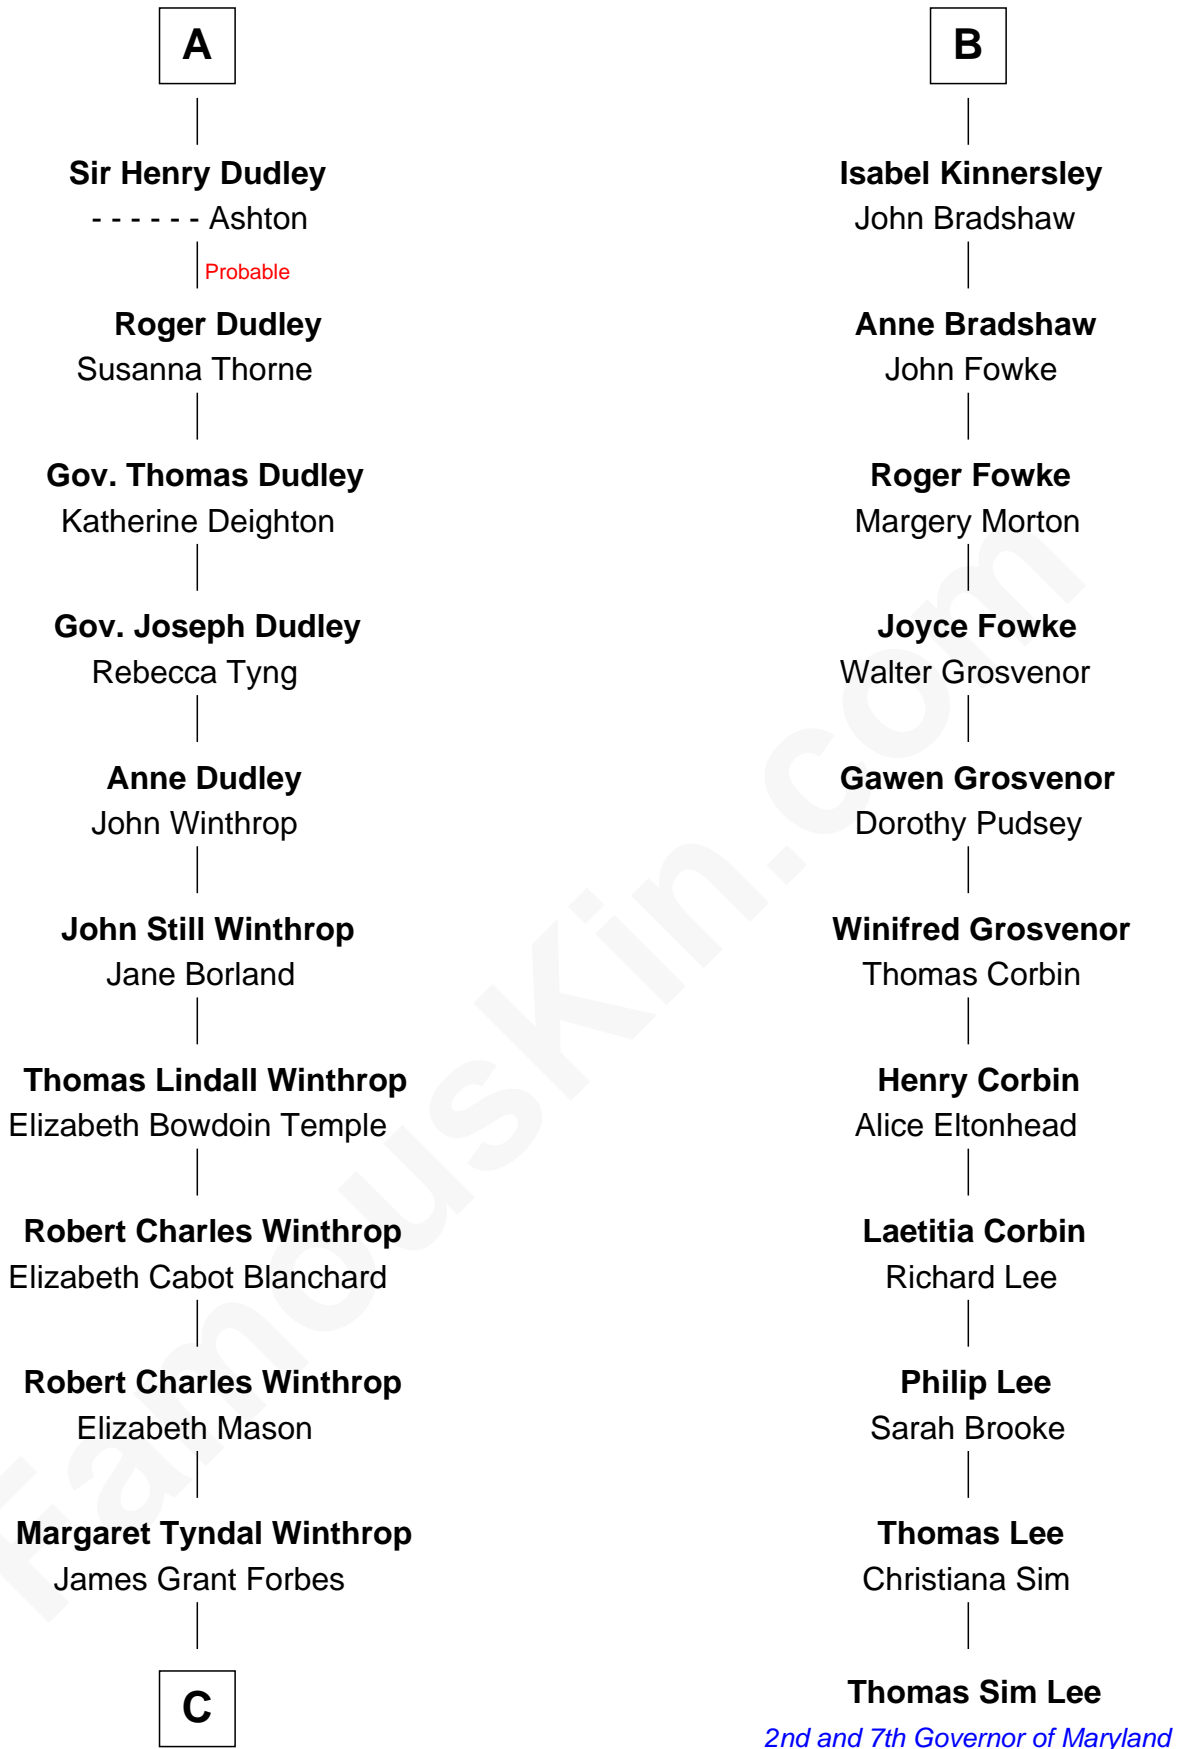 A
Sir Henry Dudley
- - - - - - Ashton
Probable
Roger Dudley
Susanna Thorne
Gov. Thomas Dudley
Katherine Deighton
Gov. Joseph Dudley
Rebecca Tyng
Anne Dudley
John Winthrop
John Still Winthrop
Jane Borland
Thomas Lindall Winthrop
Elizabeth Bowdoin Temple
Robert Charles Winthrop
Elizabeth Cabot Blanchard
Robert Charles Winthrop
Elizabeth Mason
Margaret Tyndal Winthrop
James Grant Forbes
C
B
Isabel Kinnersley
John Bradshaw
Anne Bradshaw
John Fowke
Roger Fowke
Margery Morton
Joyce Fowke
Walter Grosvenor
Gawen Grosvenor
Dorothy Pudsey
Winifred Grosvenor
Thomas Corbin
Henry Corbin
Alice Eltonhead
Laetitia Corbin
Richard Lee
Philip Lee
Sarah Brooke
Thomas Lee
Christiana Sim
Thomas Sim Lee
2nd and 7th Governor of Maryland
FamousKin.com